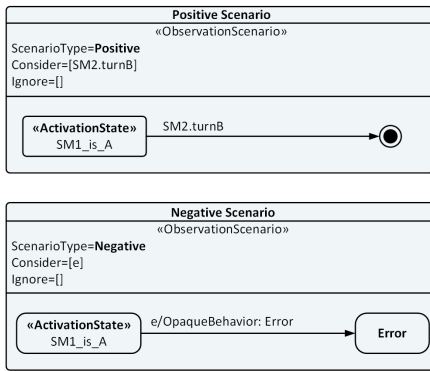 Positive Scenario
«ObservationScenario»
ScenarioType=Positive
Consider=[SM2.turnB]
Ignore=[]
«ActivationState»
SM1_is_A
SM2.turnB
Negative Scenario
«ObservationScenario»
ScenarioType=Negative
Consider=[e]
Ignore=[]
«ActivationState»
SM1_is_A
e/OpaqueBehavior: Error
Error